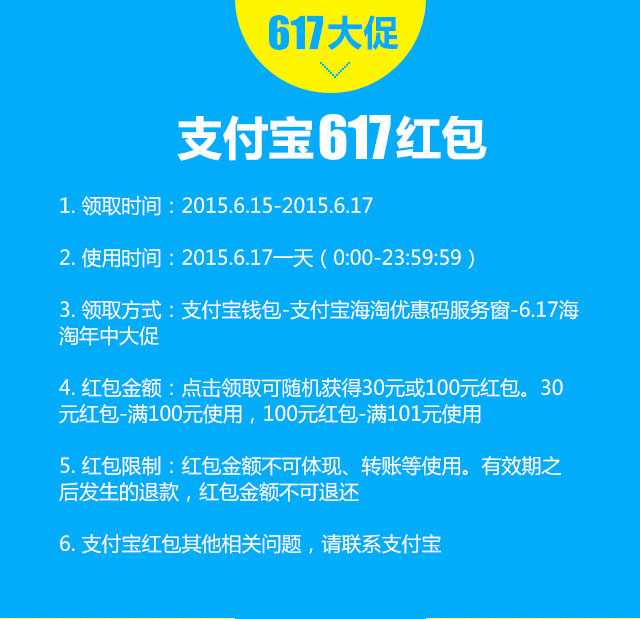 617大促
支付宝617红包
1. 领取时间：2015.6.15-2015.6.17
2. 使用时间：2015.6.17一天（0:00-23:59:59）
3. 领取方式：支付宝钱包-支付宝海淘优惠码服务窗-6.17海
淘年中大促
4. 红包金额：点击领取可随机获得30元或100元红包。30
元红包-满100元使用，100元红包-满101元使用
5. 红包限制：红包金额不可体现、转账等使用。有效期之
后发生的退款，红包金额不可退还
6. 支付宝红包其他相关问题，请联系支付宝